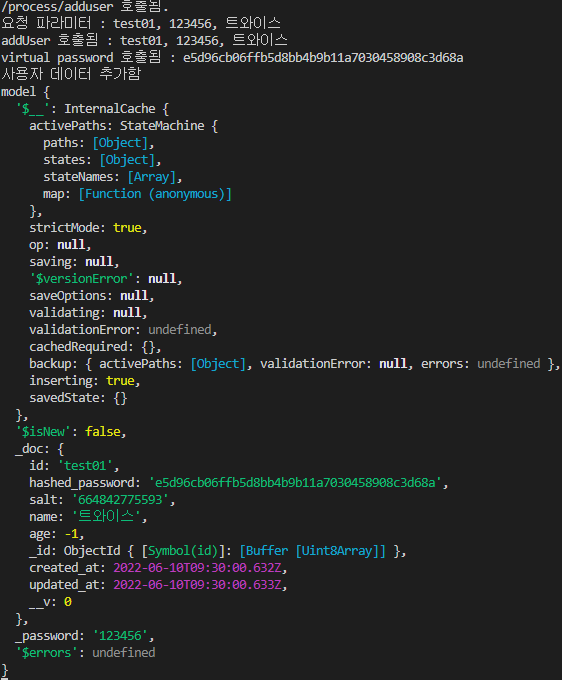 /process/adduser 호출됨.
요청 파라미터 : test01, 123456, 트와이스
addUser 호출됨 : test01, 123456, 트와이스
virtual password 호출됨 : e5d96cb06ffb5d8bb4b9b11a7030458908c3d68a
사용자 데이터 추가함
model {
  '$__': InternalCache {
    activePaths: StateMachine {
      paths: [Object],
      states: [Object],
      stateNames: [Array],
      map: [Function (anonymous)]
    },
    strictMode: true,
    op: null,
    saving: null,
    '$versionError': null,
    saveOptions: null,
    validating: null,
    validationError: undefined,
    cachedRequired: {},
    backup: { activePaths: [Object], validationError: null, errors: undefined },
    inserting: true,
    savedState: {}
  },
  '$isNew': false,
  _doc: {
    id: 'test01',
    hashed_password: 'e5d96cb06ffb5d8bb4b9b11a7030458908c3d68a',
    salt: '664842775593',
    name: '트와이스',
    age: -1,
    _id: ObjectId { [Symbol(id)]: [Buffer [Uint8Array]] },
    created_at: 2022-06-10T09:30:00.632Z,
    updated_at: 2022-06-10T09:30:00.633Z,
    __v: 0
  },
  _password: '123456',
  '$errors': undefined
}